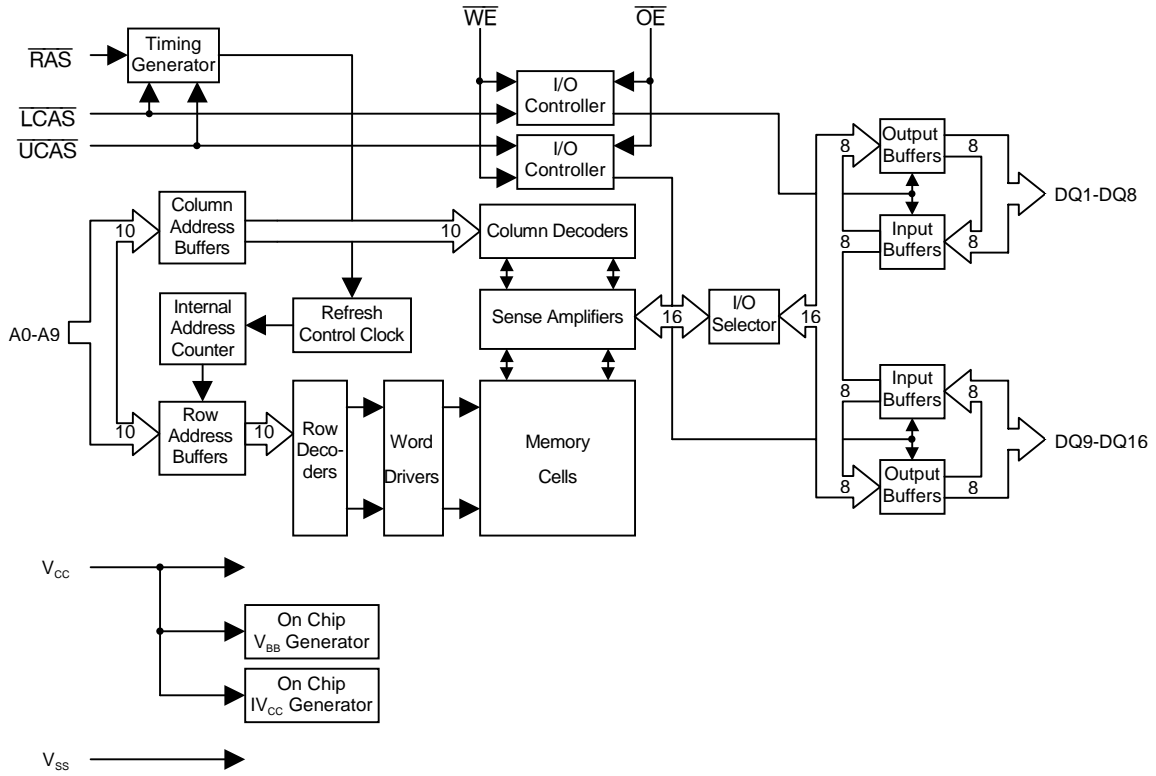 WE
OE
RAS
Timing
Generator
I/O
Controller
LCAS
UCAS
I/O
Controller
8
Output
Buffers
8
DQ1-DQ8
Input
Buffers
8
8
10
10
Column
Address
Buffers
10
Column Decoders
A0-A9
Internal
Address
Counter
Refresh
Control Clock
Sense Amplifiers
16
I/O
Selector
16
10
Row
Address
Buffers
10
Row
Deco-
ders
Word
Drivers
Memory
Cells
8
Input
Buffers
8
DQ9-DQ16
8
Output
Buffers
8
VCC
On Chip
VBB Generator
On Chip
IVCC Generator
VSS